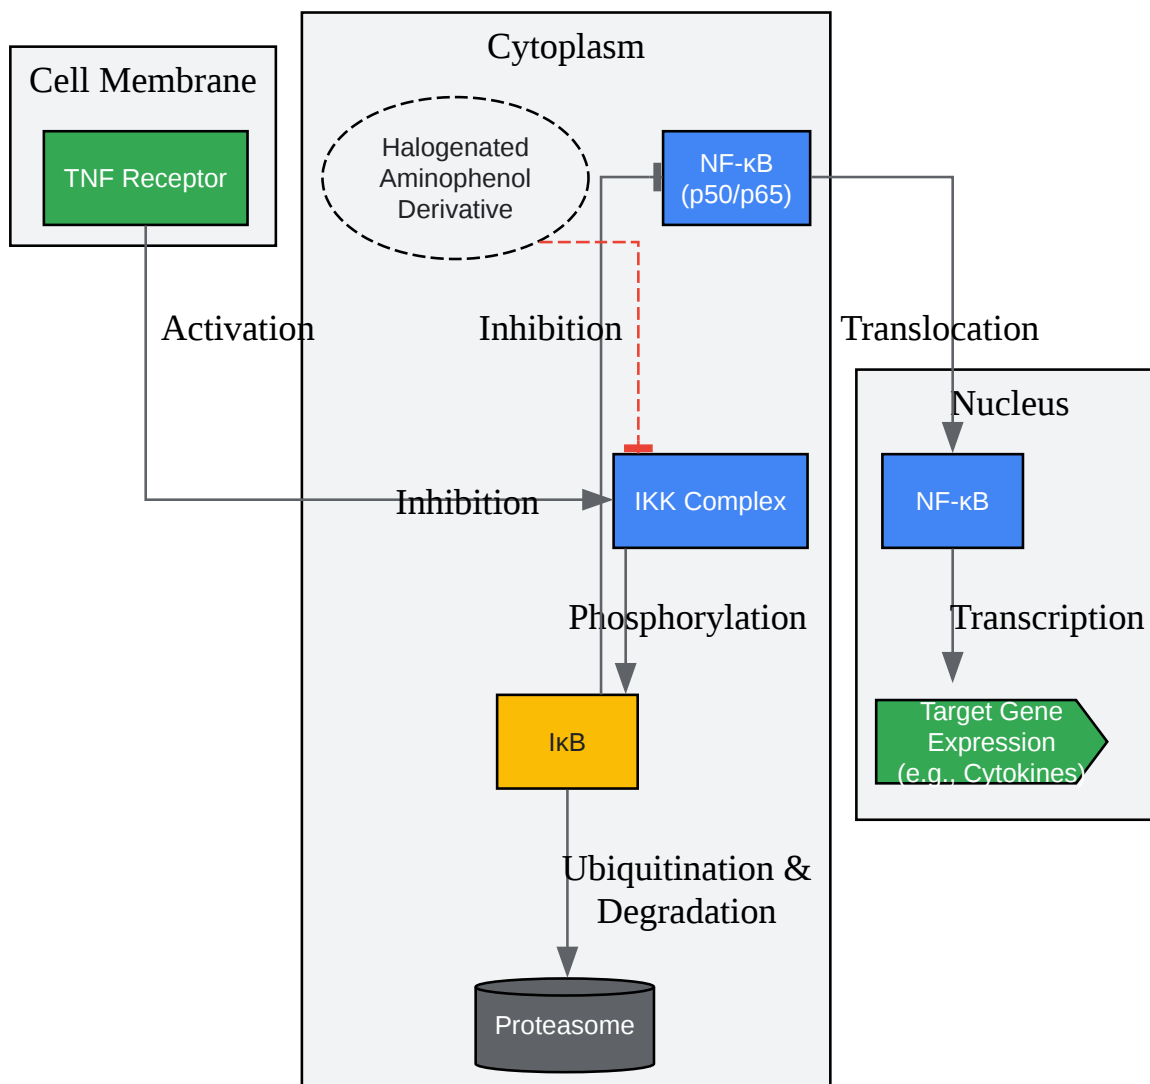 Cytoplasm
Cell Membrane
TNF Receptor
Halogenated
Aminophenol
Derivative
NF-κB
(p50/p65)
Activation
Inhibition
Translocation
Nucleus
Inhibition
IKK Complex
NF-κB
Phosphorylation
Transcription
IκB
Target Gene
Expression
(e.g., Cytokines)
Ubiquitination &
Degradation
Proteasome